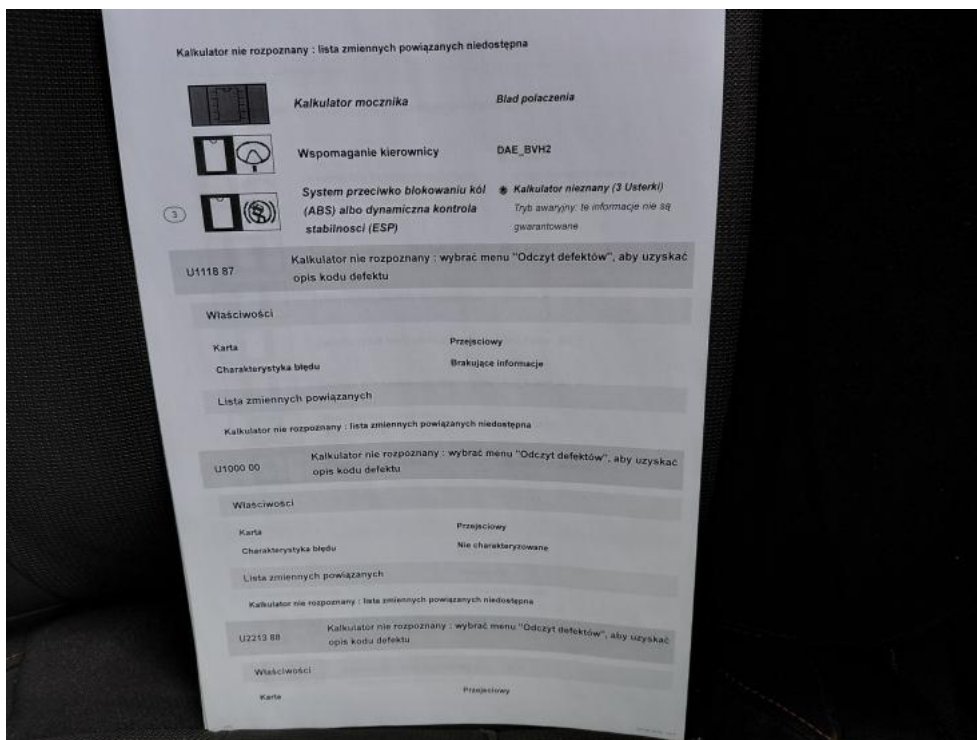 Kalkulator nie rozpoznany : lista zmiennych powiązanych niedostępna
Kalkulator mocznika Blad polaczenia
Wspomaganie kierownicy DAE_BVH2
System przeciwko blokowaniu kól
(ABS) albo dynamiczna kontrola
stabilnosci (ESP)
Kalkulator nieznany (3 Usterki)
Tryb awaryjny: te informacje nie są
gwarantowane
3
U1118 87 Kalkulator nie rozpoznany : wybrać menu "Odczyt defektów", aby uzyskać
opis kodu defektu
Właściwości
Karta Przejsciowy
Charakterystyka błędu Brakujące informacje
Lista zmiennych powiązanych
Kalkulator nie rozpoznany : lista zmiennych powiązanych niedostępna
U1000 00 Kalkulator nie rozpoznany : wybrać menu "Odczyt defektów", aby uzyskać
opis kodu defektu
Właściwości
Karta Przejsciowy
Charakterystyka błędu Nie charakteryzowane
Lista zmiennych powiązanych
Kalkulator nie rozpoznany : lista zmiennych powiązanych niedostępna
U2213 88 Kalkulator nie rozpoznany : wybrać menu "Odczyt defektów", aby uzyskać
opis kodu defektu
Właściwości
Karta Przejsciowy